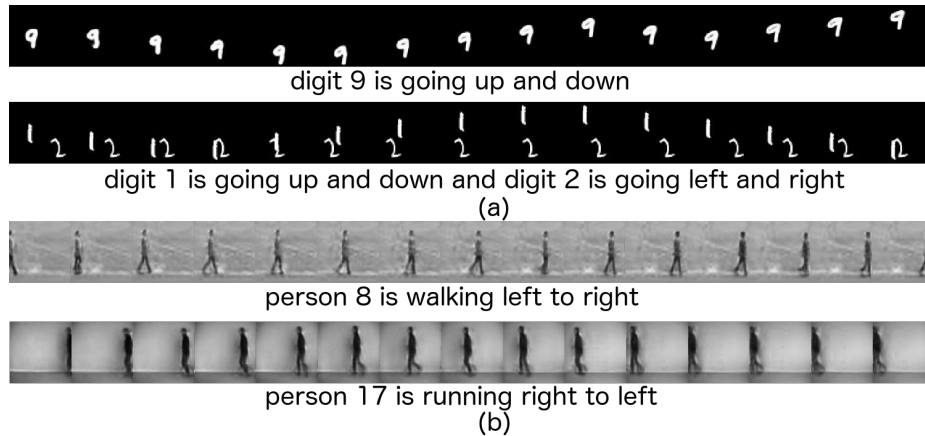 digit 9 is going up and down
digit 1 is going up and down and digit 2 is going left and right
(a)
person 8 is walking left to right
person 17 is running right to left
(b)